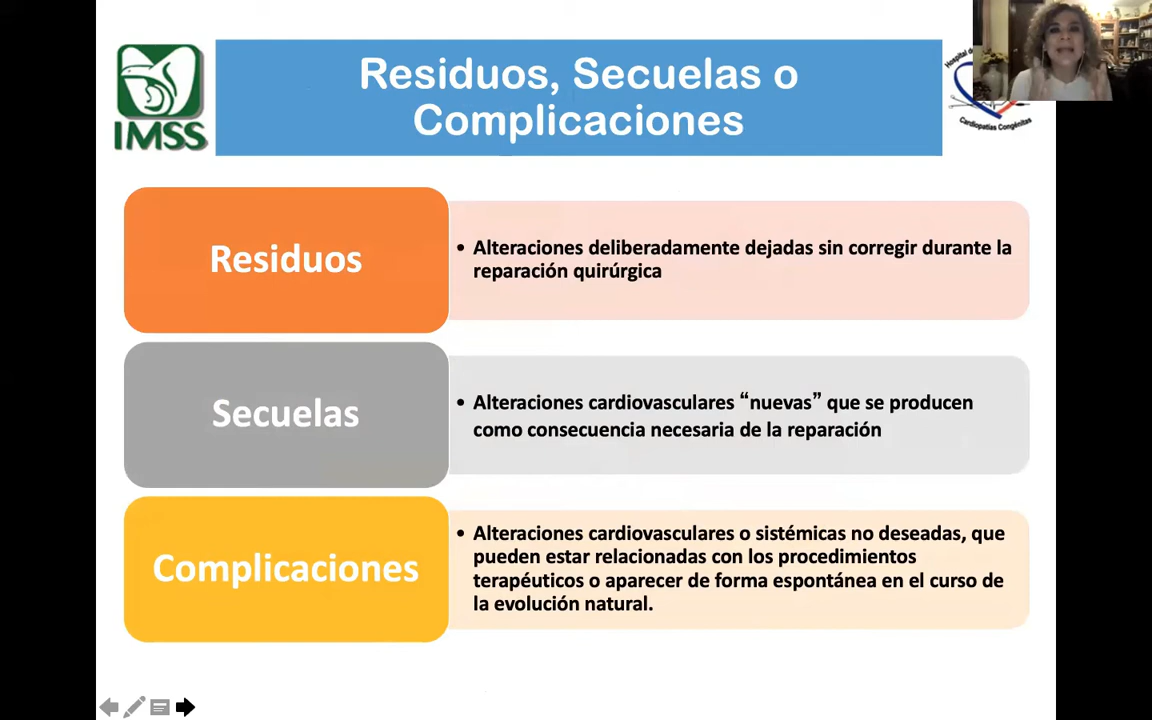 IMSS
Residuos, Secuelas o
Complicaciones
Hospital de
Cardiopatías Congénitas
Residuos
• Alteraciones deliberadamente dejadas sin corregir durante la
reparación quirúrgica
Secuelas
• Alteraciones cardiovasculares “nuevas” que se producen
como consecuencia necesaria de la reparación
Complicaciones
• Alteraciones cardiovasculares o sistémicas no deseadas, que
pueden estar relacionadas con los procedimientos
terapéuticos o aparecer de forma espontánea en el curso de
la evolución natural.